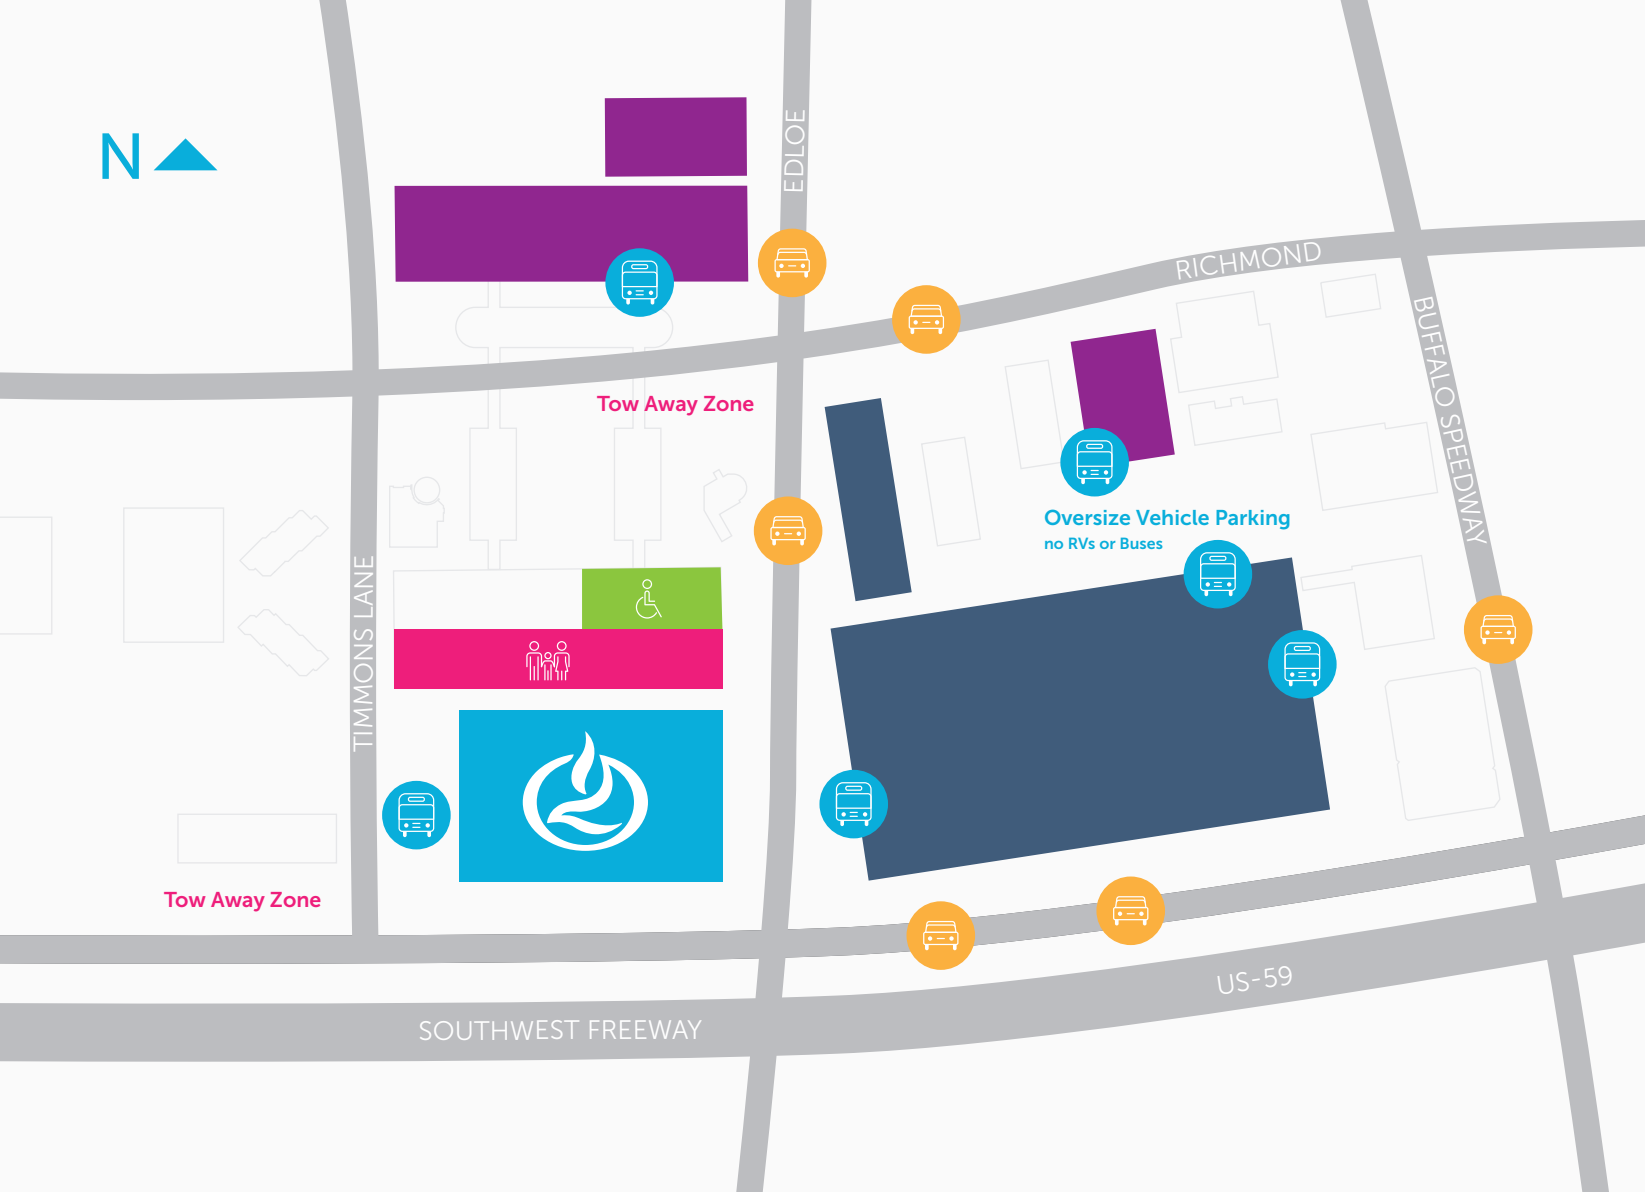 N
EDLOE
RICHMOND
BUFFALO SPEEDWAY
Tow Away Zone
Oversize Vehicle Parking
no RVs or Buses
TIMMONS LANE
Tow Away Zone
US-59
SOUTHWEST FREEWAY